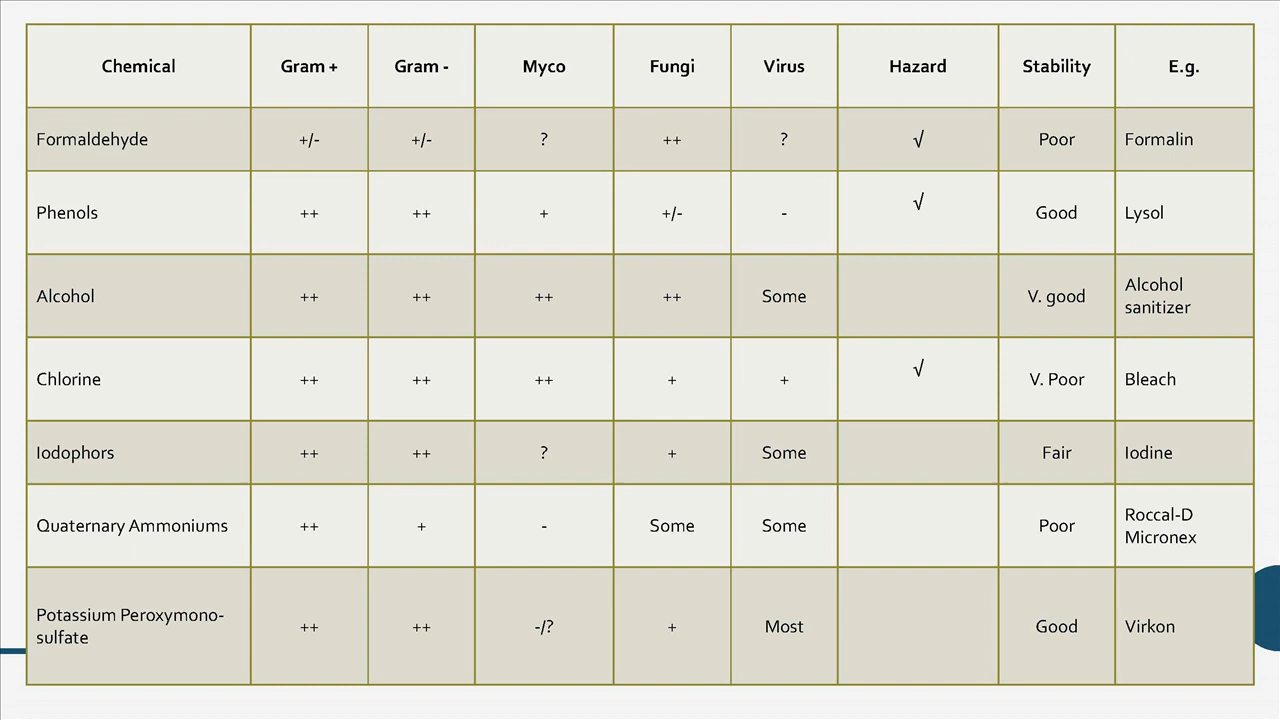 Chemical Gram + Gram - Myco Fungi Virus Hazard Stability E.g.
Formaldehyde +/- +/- ? ++ ? √ Poor Formalin
Phenols ++ ++ + +/- - √ Good Lysol
Alcohol ++ ++ ++ ++ Some V. good Alcohol
sanitizer
Chlorine ++ ++ ++ + + √ V. Poor Bleach
Iodophors ++ ++ ? + Some Fair Iodine
Quaternary Ammoniums ++ + - Some Some Poor Roccal-D
Micronex
Potassium Peroxymono-
sulfate ++ ++ -/? + Most Good Virkon